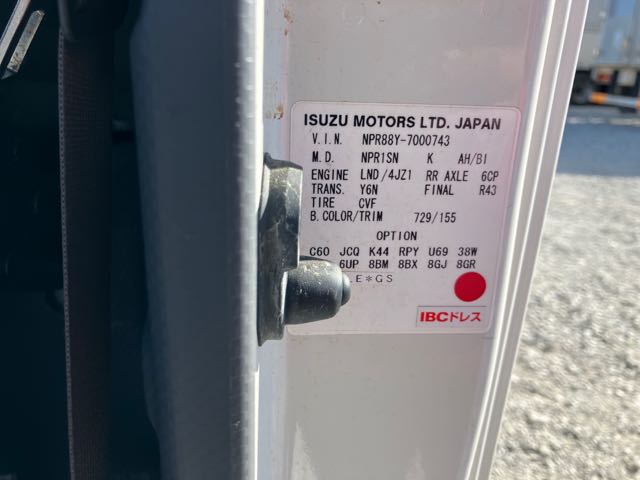 ISUZU MOTORS LTD. JAPAN
V.I.N. NPR88Y-7000743
M.D. NPR1SN K AH/BI
ENGINE LND/4JZ1 RR AXLE 6CP
TRANS. Y6N FINAL R43
TIRE CVF
B.COLOR/TRIM 729/155
OPTION
C60 JCQ K44 RPY U69 38W
6UP 8BM 8BX 8GJ 8GR
.E*GS
IBCドレス